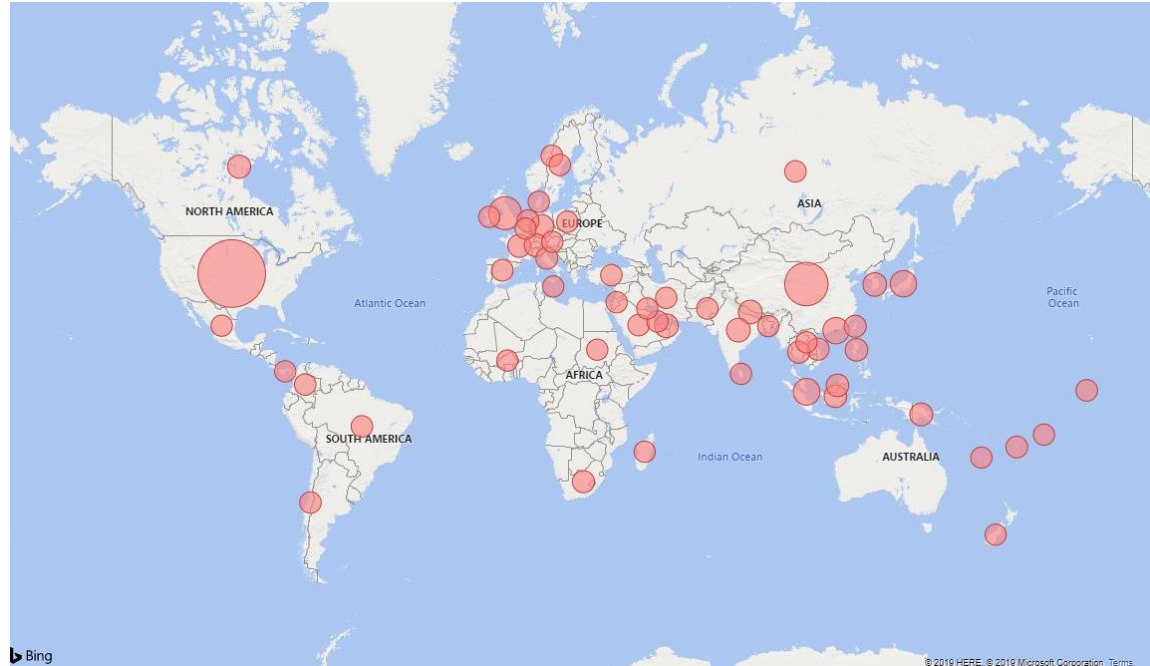 ASIA
NORTH AMERICA
EUROPE
Atlantic Ocean
Pacific
Ocean
AFRICA
SOUTH AMERICA
Indian Ocean
AUSTRALIA
Bing
© 2019 HERE, © 2019 Microsoft Corporation Terms